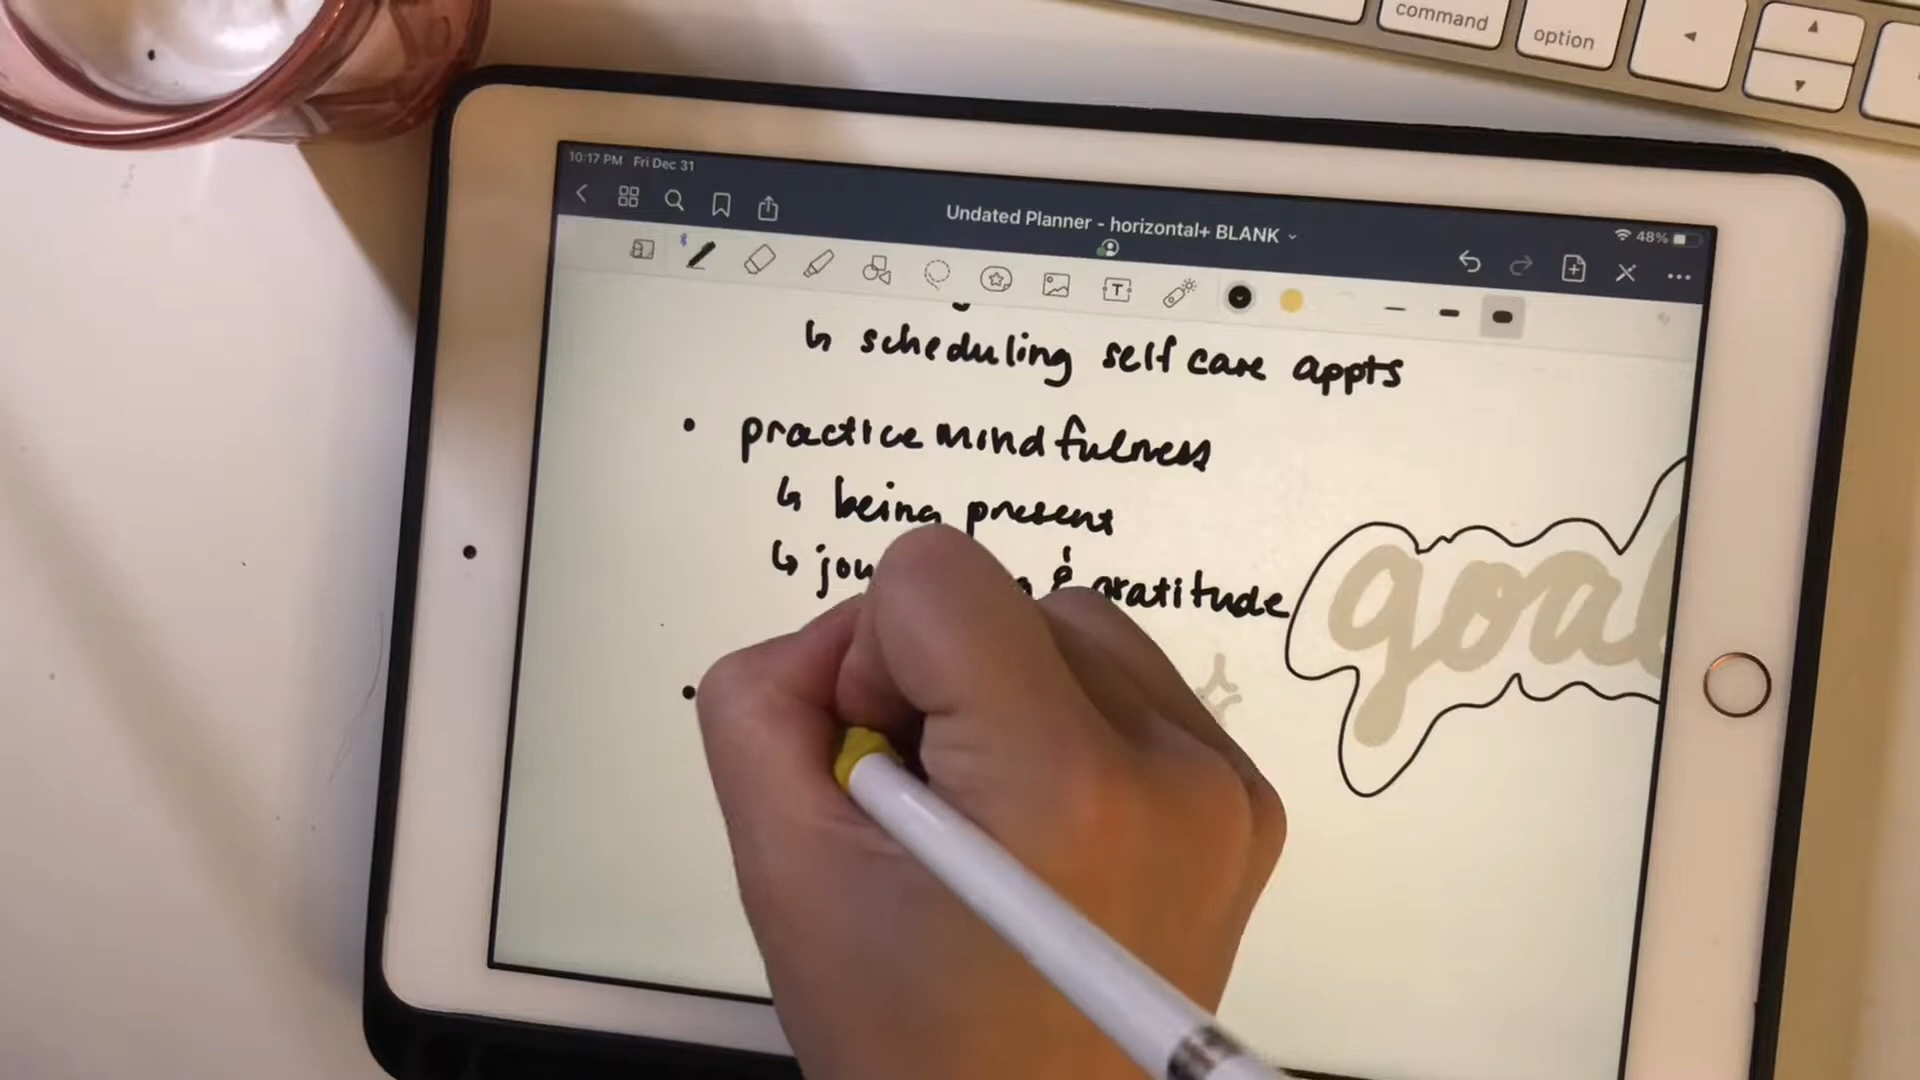 command
option
10:17 PM Fri Dec 31
Undated Planner - horizontal+ BLANK
48%
T
↳ scheduling self care appts
• practice mindfulness
↳ being present
↳ & gratitude
•
goal